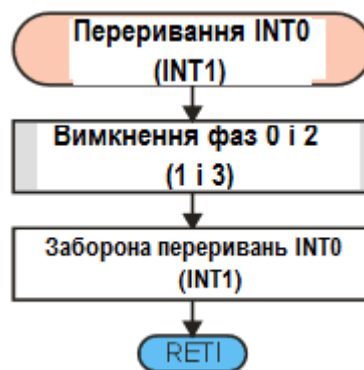 Переривання INT0
(INT1)
Вимкнення фаз 0 і 2
(1 і 3)
Заборона переривань INT0
(INT1)
RETI